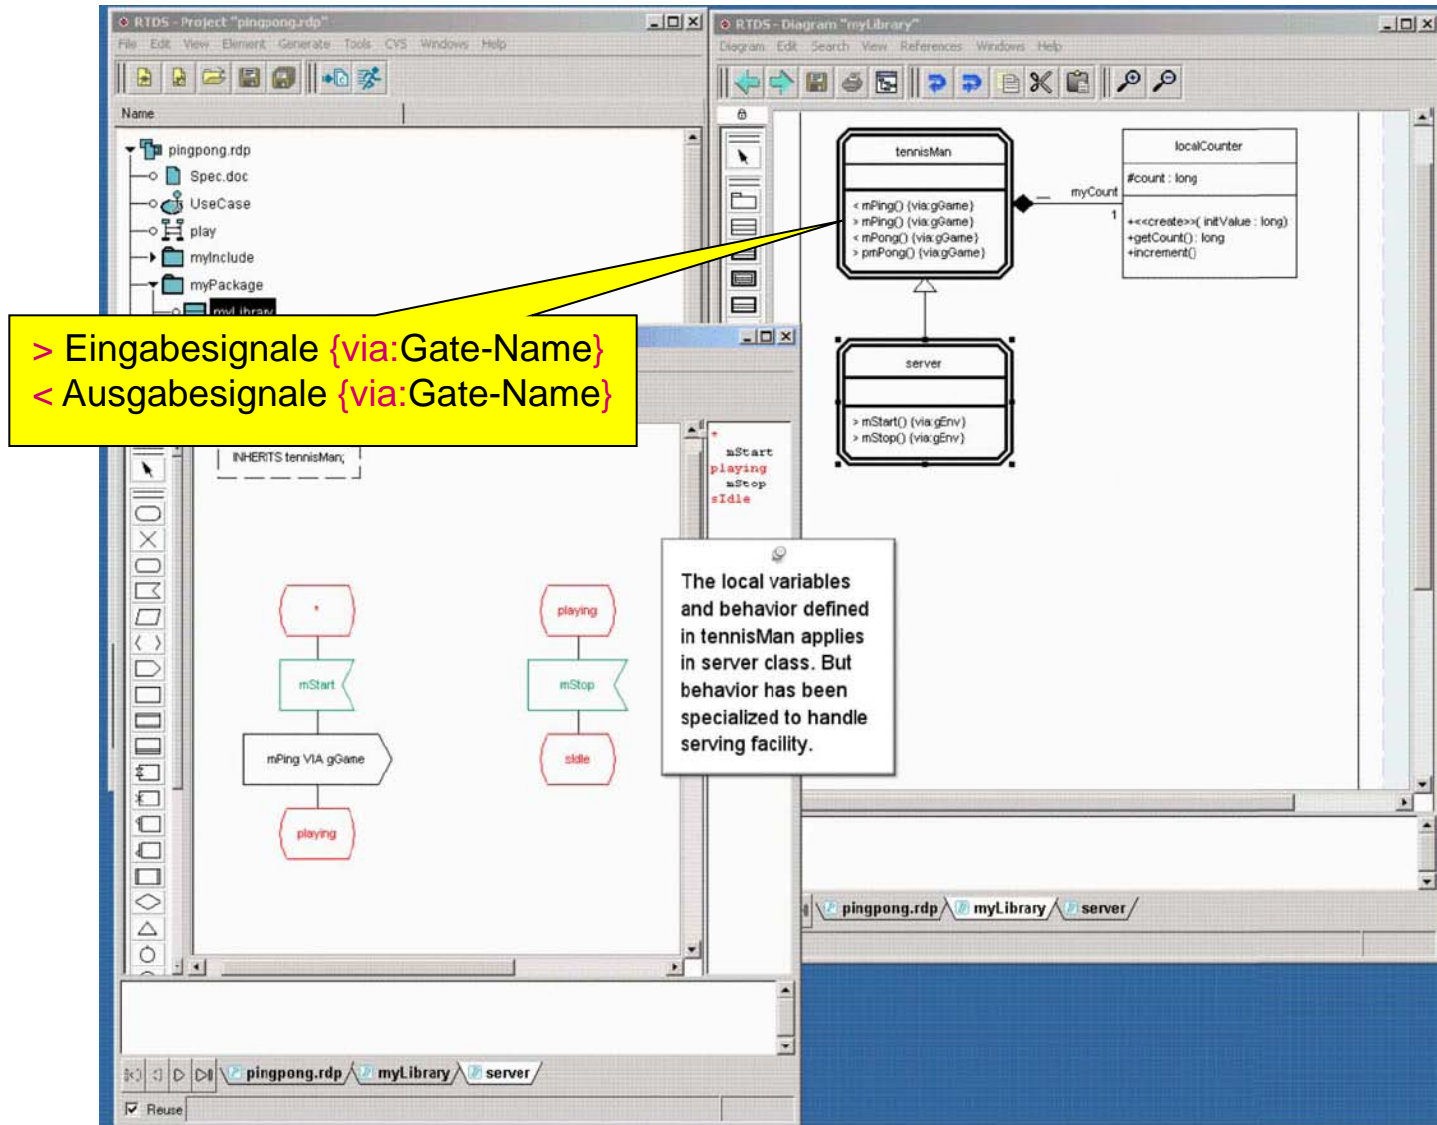 RTDS - Project "pingpong.rdp"
File Edit View Element Generate Tools CVS Windows Help
Name
pingpong.rdp
Spec.doc
UseCase
play
myInclude
myPackage
myLibrary
RTDS - Diagram "myLibrary"
Diagram Edit Search View References Windows Help
tennisMan
< mPing() {via:gGame}
> mPing() {via:gGame}
< mPong() {via:gGame}
> pmPong() {via:gGame}
myCount
1
localCounter
#count : long
+<<create>>( initValue : long)
+getCount() : long
+increment()
server
> mStart() {via:gEnv}
> mStop() {via:gEnv}
> Eingabesignale {via:Gate-Name}
< Ausgabesignale {via:Gate-Name}
INHERITS tennisMan;
*
mStart
mPing VIA gGame
playing
playing
mStop
sIdle
*
mStart
playing
mStop
sIdle
The local variables
and behavior defined
in tennisMan applies
in server class. But
behavior has been
specialized to handle
serving facility.
pingpong.rdp myLibrary server
pingpong.rdp myLibrary server
Reuse